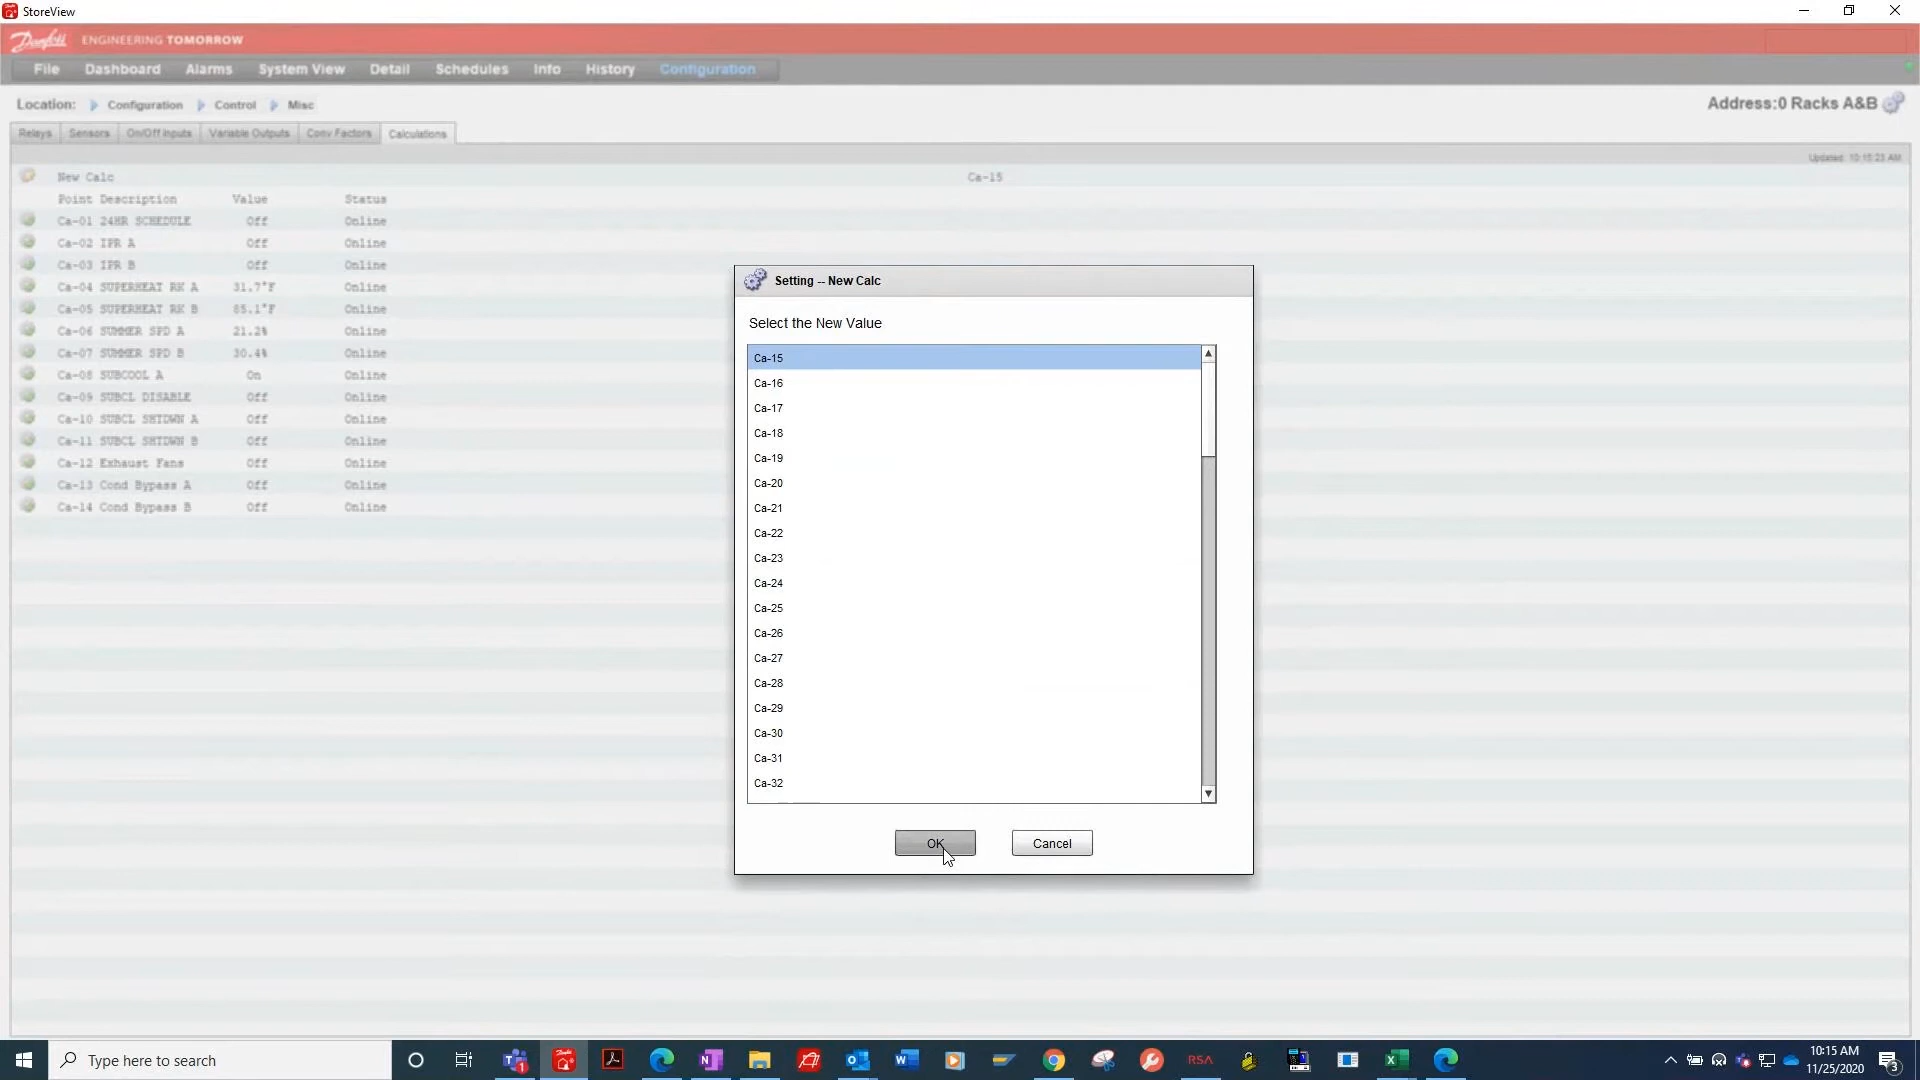 StoreView
Danfoss ENGINEERING TOMORROW
File Dashboard Alarms System View Detail Schedules Info History Configuration
Location: Configuration Control Misc
Address:0 Racks A&B
Relays Sensors On/Off Inputs Variable Outputs Conv Factors Calculations
Updated: 10:15:23 AM
New Calc Ca-15
Point Description Value Status
Ca-01 24HR SCHEDULE Off Online
Ca-02 IPR A Off Online
Ca-03 IPR B Off Online
Ca-04 SUPERHEAT RK A 31.7°F Online
Ca-05 SUPERHEAT RK B 85.1°F Online
Ca-06 SUMMER SPD A 21.2% Online
Ca-07 SUMMER SPD B 30.4% Online
Ca-08 SUBCOOL A On Online
Ca-09 SUBCL DISABLE Off Online
Ca-10 SUBCL SHTDWN A Off Online
Ca-11 SUBCL SHTDWN B Off Online
Ca-12 Exhaust Fans Off Online
Ca-13 Cond Bypass A Off Online
Ca-14 Cond Bypass B Off Online
Setting -- New Calc
Select the New Value
Ca-15
Ca-16
Ca-17
Ca-18
Ca-19
Ca-20
Ca-21
Ca-22
Ca-23
Ca-24
Ca-25
Ca-26
Ca-27
Ca-28
Ca-29
Ca-30
Ca-31
Ca-32
OK Cancel
Type here to search
RSA
10:15 AM
11/25/2020
3